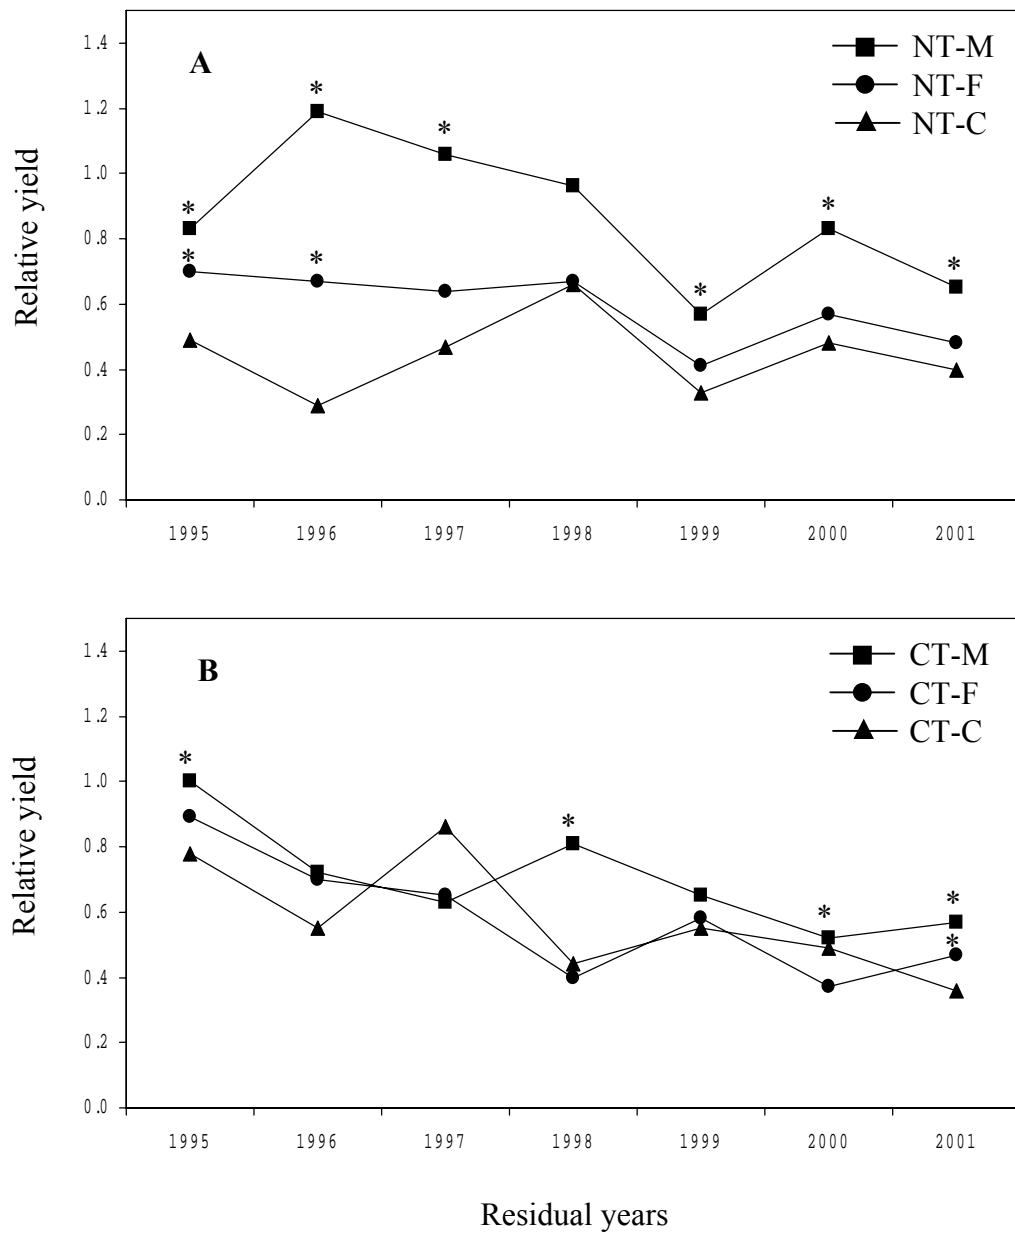 A
NT-M
NT-F
NT-C
Relative yield
1.4
1.2
1.0
0.8
0.6
0.4
0.2
0.0
*
*
*
*
*
*
*
*
1995 1996 1997 1998 1999 2000 2001
B
CT-M
CT-F
CT-C
Relative yield
1.4
1.2
1.0
0.8
0.6
0.4
0.2
0.0
*
*
*
*
*
1995 1996 1997 1998 1999 2000 2001
Residual years